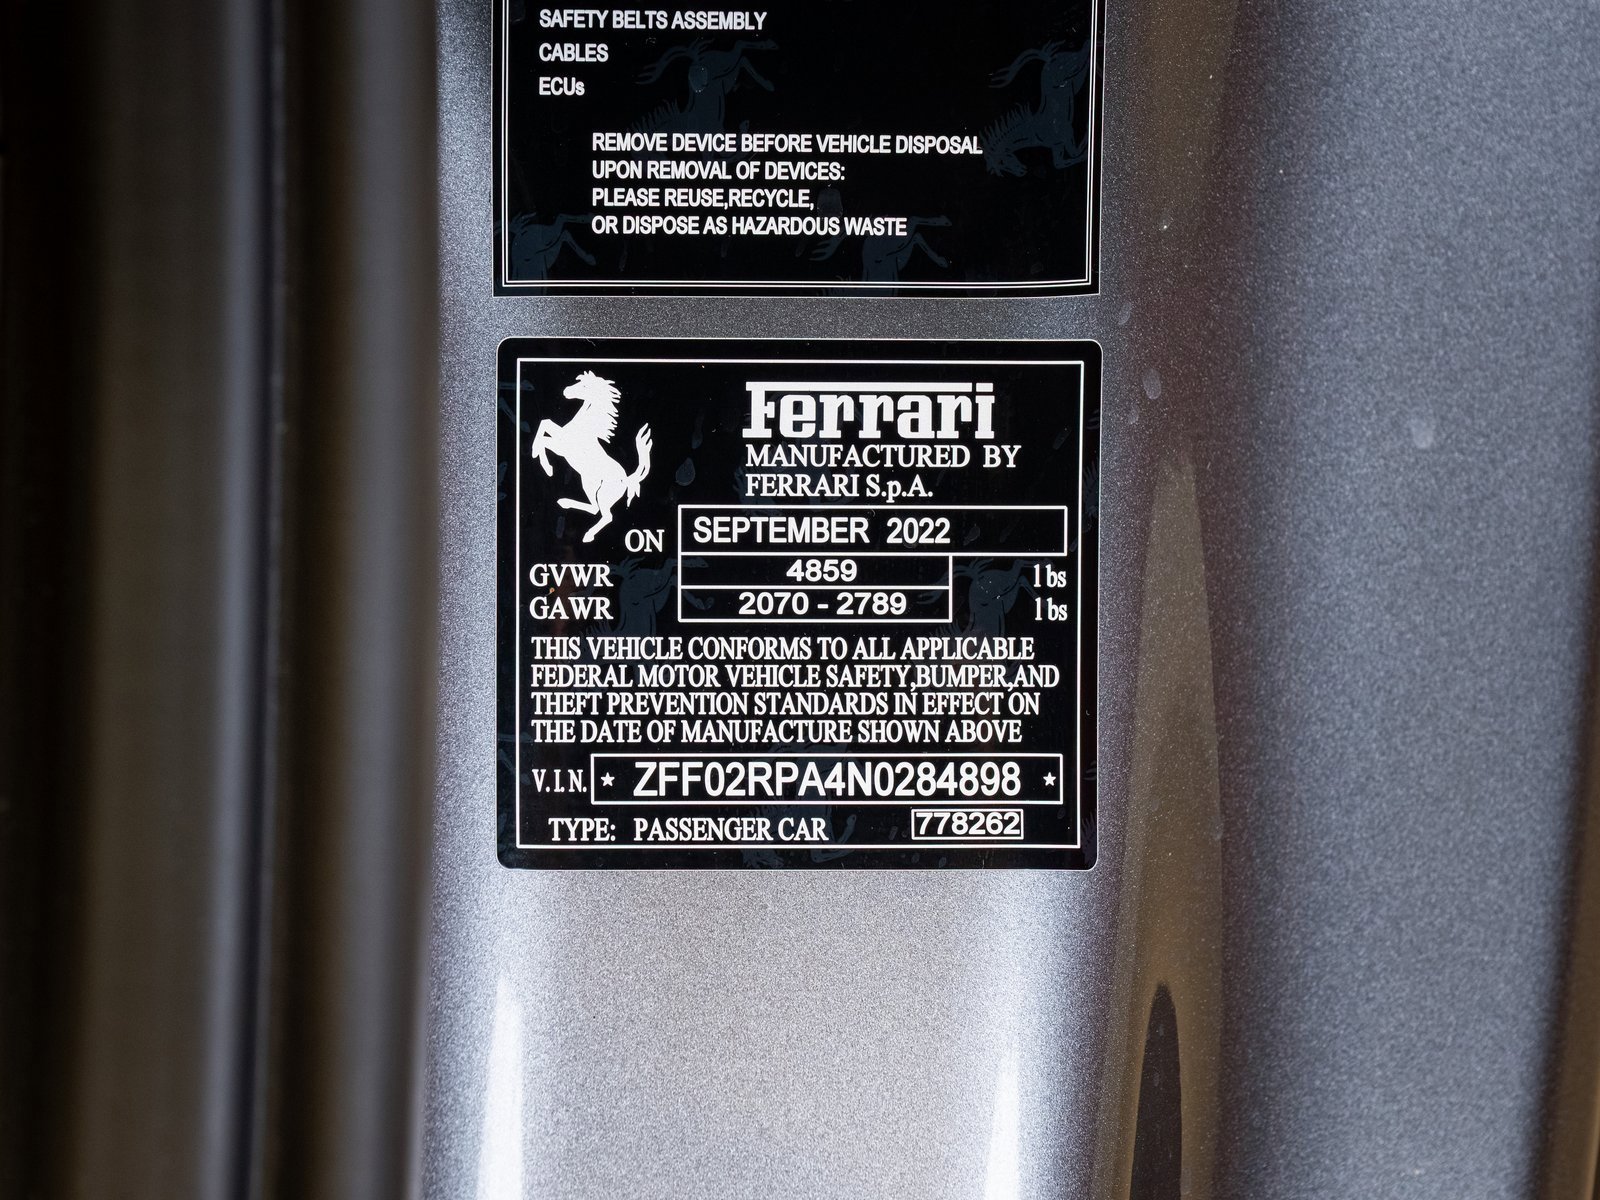 SAFETY BELTS ASSEMBLY
CABLES
ECUs
REMOVE DEVICE BEFORE VEHICLE DISPOSAL
UPON REMOVAL OF DEVICES:
PLEASE REUSE,RECYCLE,
OR DISPOSE AS HAZARDOUS WASTE
Ferrari
MANUFACTURED BY
FERRARI S.p.A.
ON SEPTEMBER 2022
GVWR 4859 lbs
GAWR 2070 - 2789 lbs
THIS VEHICLE CONFORMS TO ALL APPLICABLE
FEDERAL MOTOR VEHICLE SAFETY,BUMPER,AND
THEFT PREVENTION STANDARDS IN EFFECT ON
THE DATE OF MANUFACTURE SHOWN ABOVE
V.I.N. ★ ZFF02RPA4N0284898 ★
TYPE: PASSENGER CAR 778262